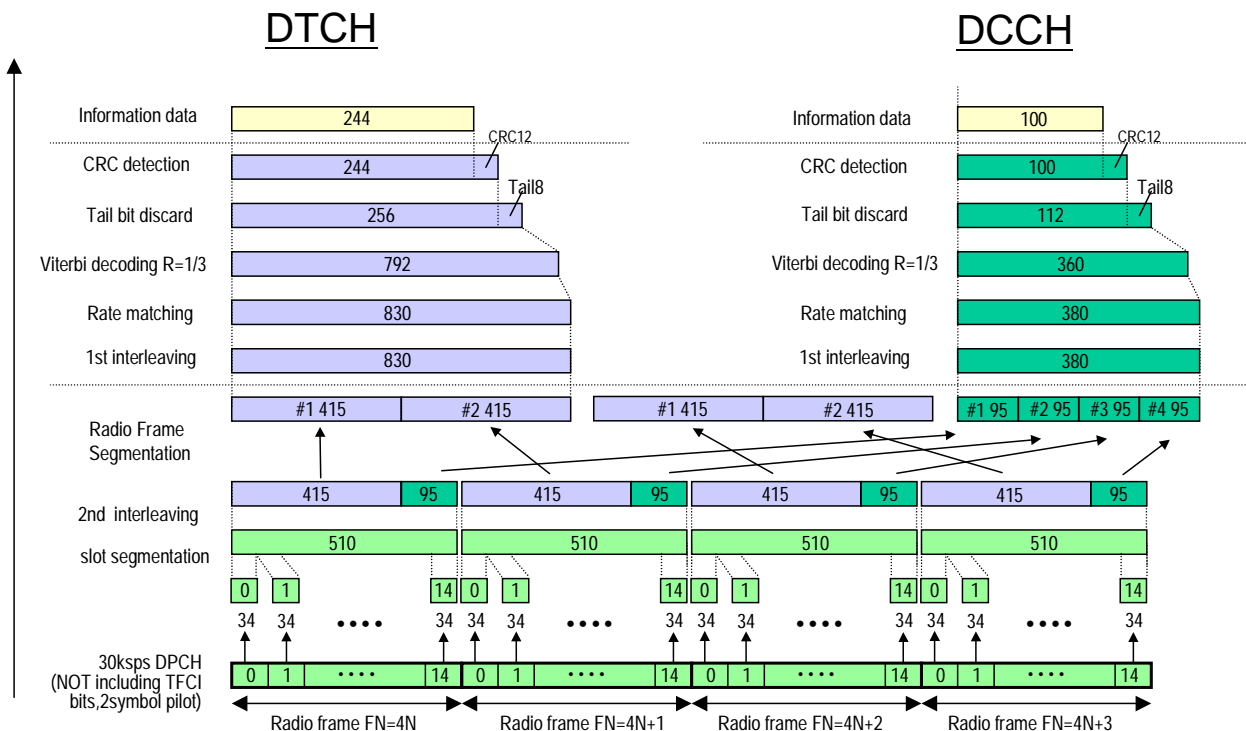 DTCH DCCH
Information data 244 Information data 100
CRC12 CRC12
CRC detection 244 CRC detection 100
Tail8 Tail8
Tail bit discard 256 Tail bit discard 112
Viterbi decoding R=1/3 792 Viterbi decoding R=1/3 360
Rate matching 830 Rate matching 380
1st interleaving 830 1st interleaving 380
#1 415 #2 415 #1 415 #2 415 #1 95 #2 95 #3 95 #4 95
Radio Frame
Segmentation
415 95 415 95 415 95 415 95
2nd interleaving
510 510 510 510
slot segmentation
0 1 14 0 1 14 0 1 14 0 1 14
34 34 •••• 34 34 34 •••• 34 34 34 •••• 34 34 34 •••• 34
30ksps DPCH
(NOT including TFCI
bits,2symbol pilot)
0 1 •••• 14 0 1 •••• 14 0 1 •••• 14 0 1 •••• 14
Radio frame FN=4N Radio frame FN=4N+1 Radio frame FN=4N+2 Radio frame FN=4N+3